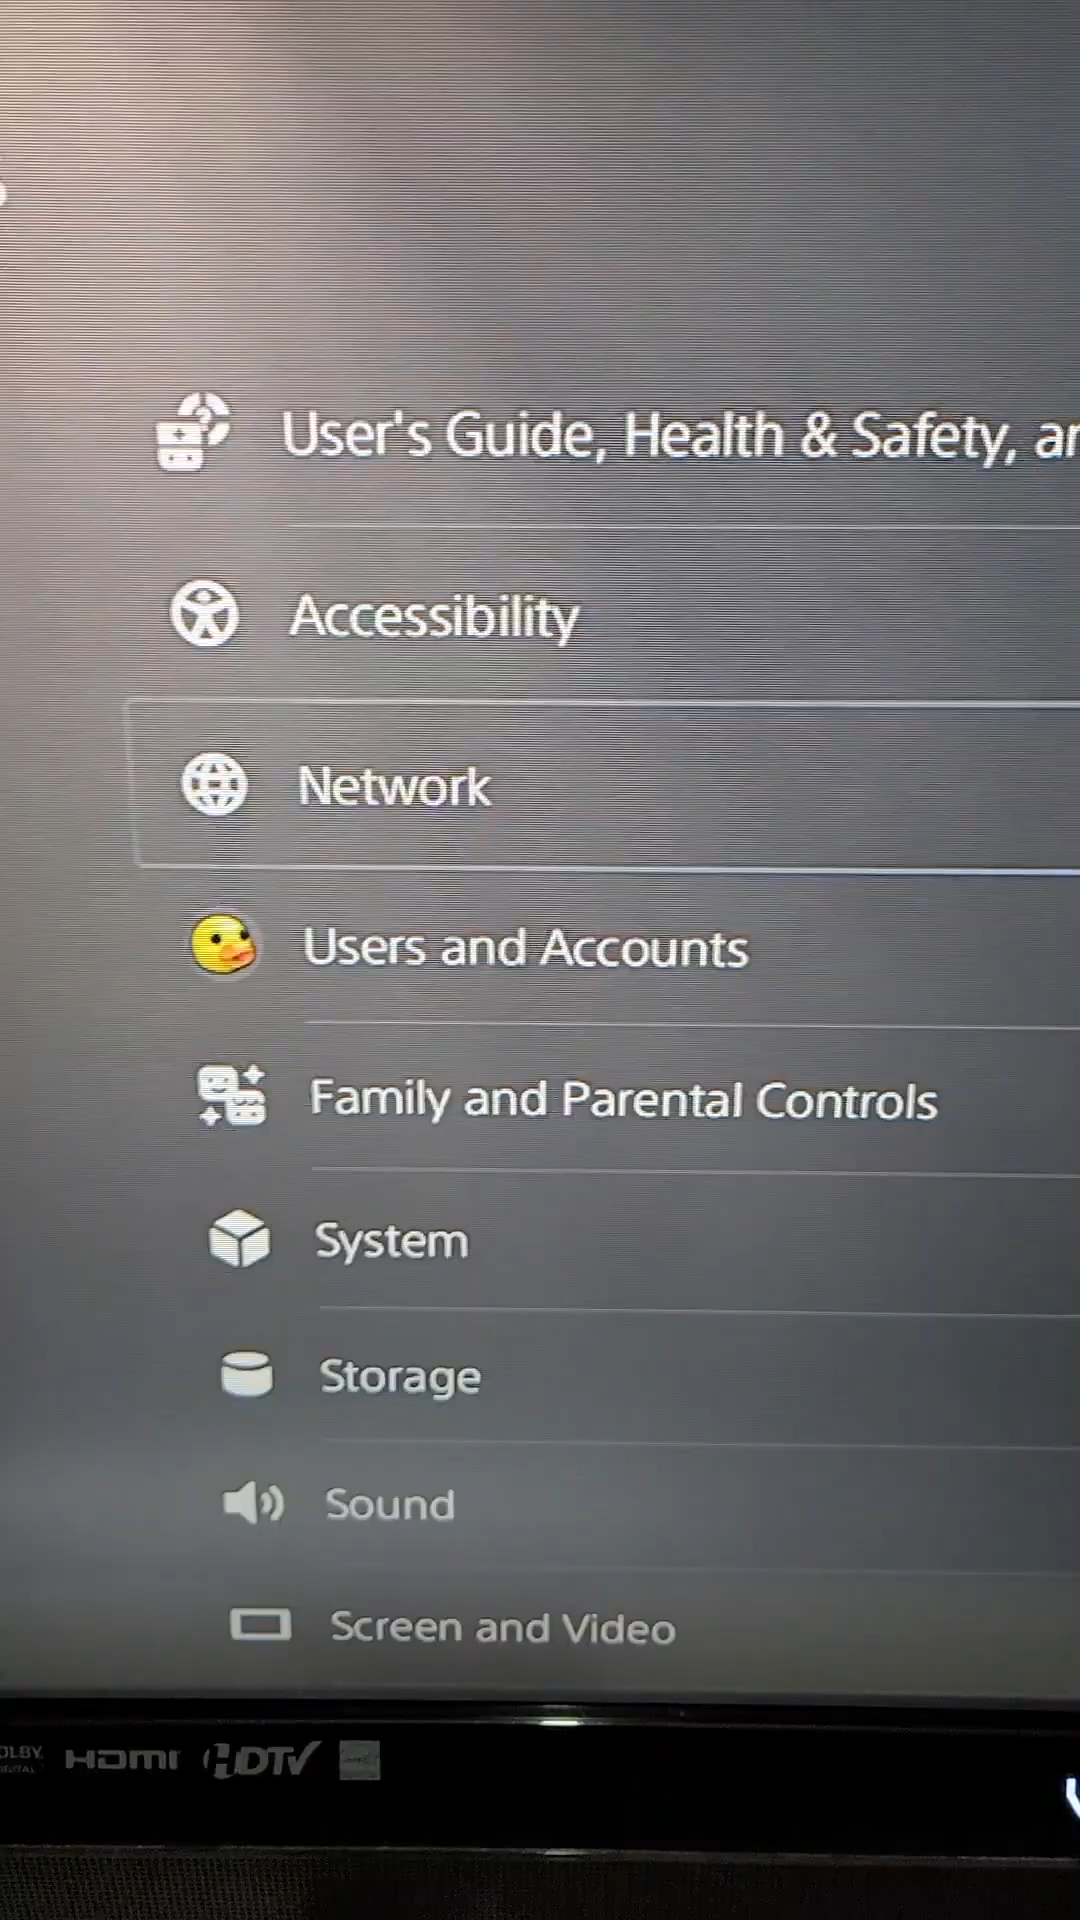 User's Guide, Health & Safety, ar
Accessibility
Network
Users and Accounts
Family and Parental Controls
System
Storage
Sound
Screen and Video
HDMI HDTV